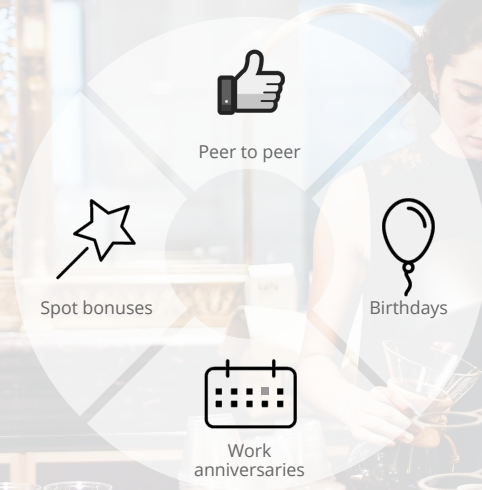 Peer to peer
Spot bonuses
Birthdays
Work
anniversaries